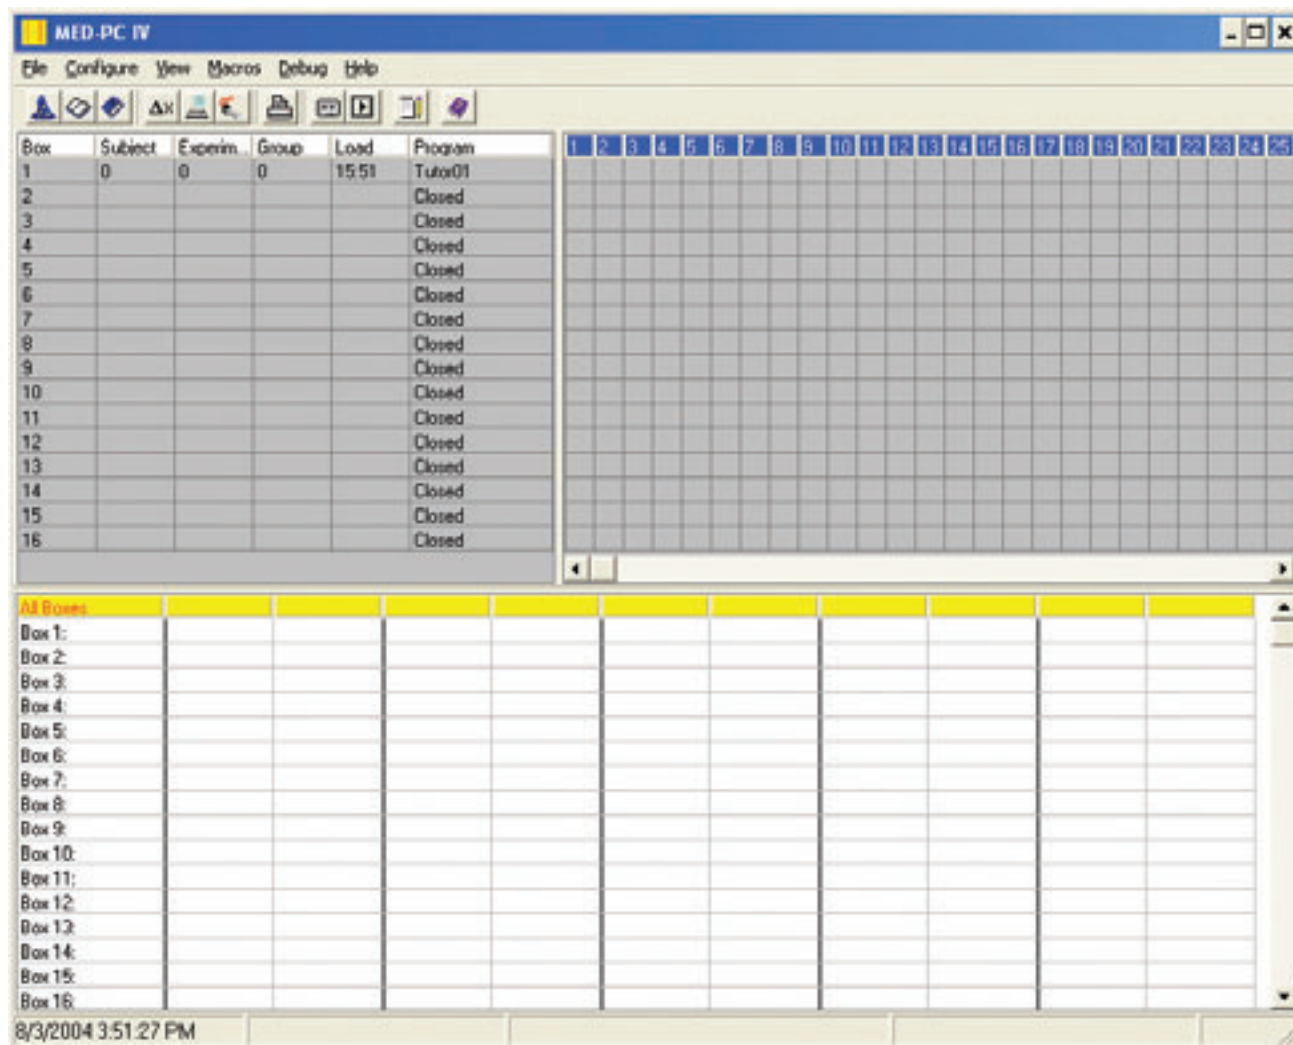 MED-PC IV
File Configure View Macros Debug Help
Δx
Box Subject Experim... Group Load Program
1 2 3 4 5 6 7 8 9 10 11 12 13 14 15 16 17 18 19 20 21 22 23 24 25
1 0 0 0 15:51 Tutor01
2 Closed
3 Closed
4 Closed
5 Closed
6 Closed
7 Closed
8 Closed
9 Closed
10 Closed
11 Closed
12 Closed
13 Closed
14 Closed
15 Closed
16 Closed
All Boxes
Box 1:
Box 2:
Box 3:
Box 4:
Box 5:
Box 6:
Box 7:
Box 8:
Box 9:
Box 10:
Box 11:
Box 12:
Box 13:
Box 14:
Box 15:
Box 16:
8/3/2004 3:51:27 PM